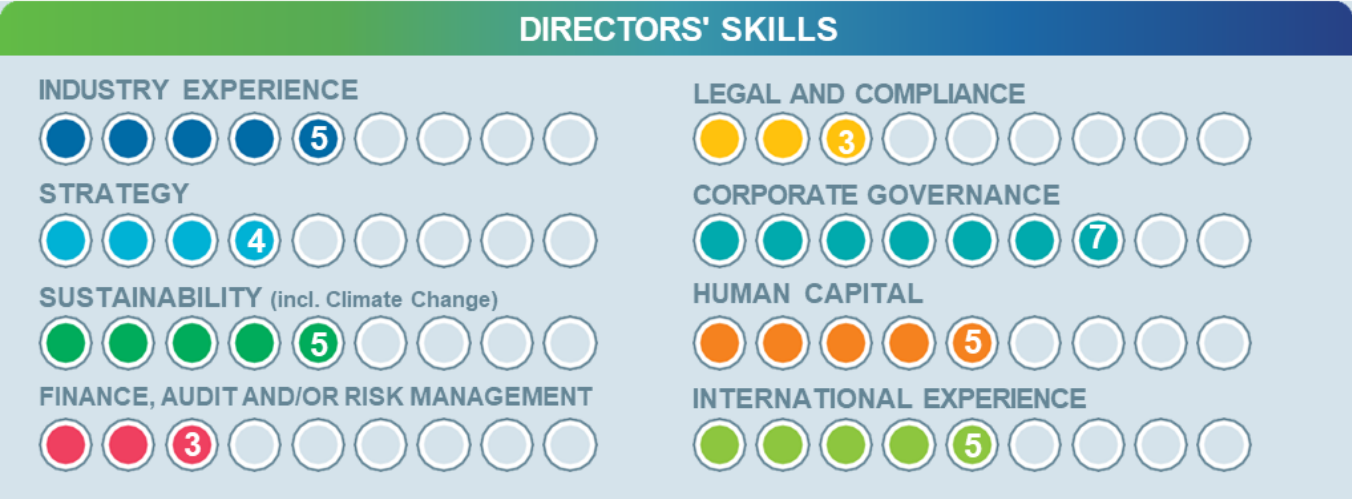 DIRECTORS' SKILLS
INDUSTRY EXPERIENCE
5
STRATEGY
4
SUSTAINABILITY (incl. Climate Change)
5
FINANCE, AUDIT AND/OR RISK MANAGEMENT
3
LEGAL AND COMPLIANCE
3
CORPORATE GOVERNANCE
7
HUMAN CAPITAL
5
INTERNATIONAL EXPERIENCE
5